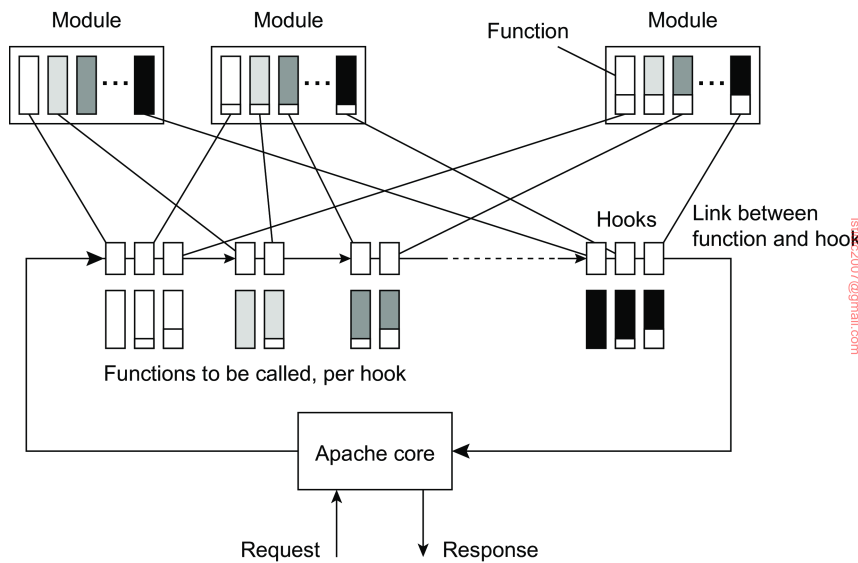 Module
Module
Module
Function
...
...
...
Hooks
Link between
function and hook
Functions to be called, per hook
Apache core
Request
Response